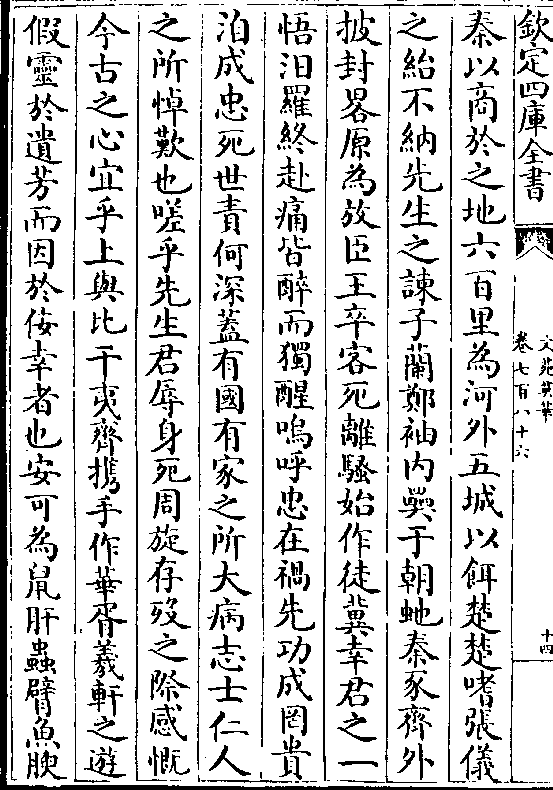 欽定四庫全書
文苑英華
卷七百八十六
十四
秦以商於之地六百里為河外五城以餌楚楚嗜張儀
之紿不納先生之諫子蘭鄭袖内㷼于朝虵秦豕齊外
披封畧原為放臣王卒客死離騷始作徒冀幸君之一
悟汨羅終赴痛皆醉而獨醒嗚呼忠在禍先功成罔貴
洎成忠死世責何深蓋有國有家之所大病志士仁人
之所悼歎也嗟乎先生君辱身死周旋存殁之際感慨
今古之心宜乎上與比干夷齊攜手作華胥羲軒之遊
假靈於遺芳而因於佞幸者也安可為鼠肝蟲臂魚腴